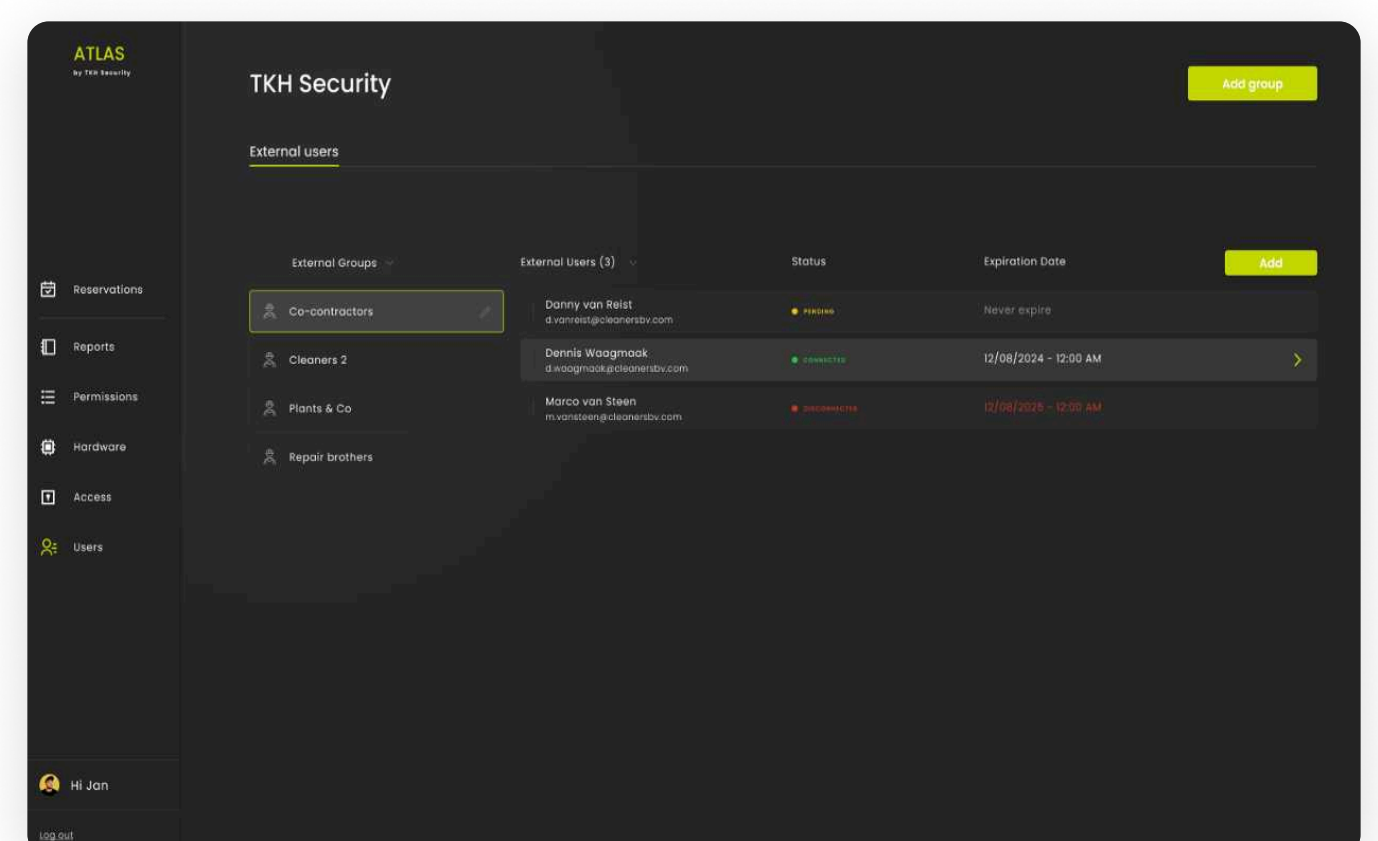 ATLAS
by TKH Security
TKH Security
Add group
External users
External Groups
External Users (3)
Status
Expiration Date
Add
Reservations
Reports
Permissions
Hardware
Access
Users
Co-contractors
Cleaners 2
Plants & Co
Repair brothers
Danny van Reist
d.vanreist@cleanersbv.com
PENDING
Never expire
Dennis Waagmaak
d.waagmaak@cleanersbv.com
CONNECTED
12/08/2024 - 12:00 AM
Marco van Steen
m.vansteen@cleanersbv.com
DISCONNECTED
12/08/2025 - 12:00 AM
Hi Jan
Log out